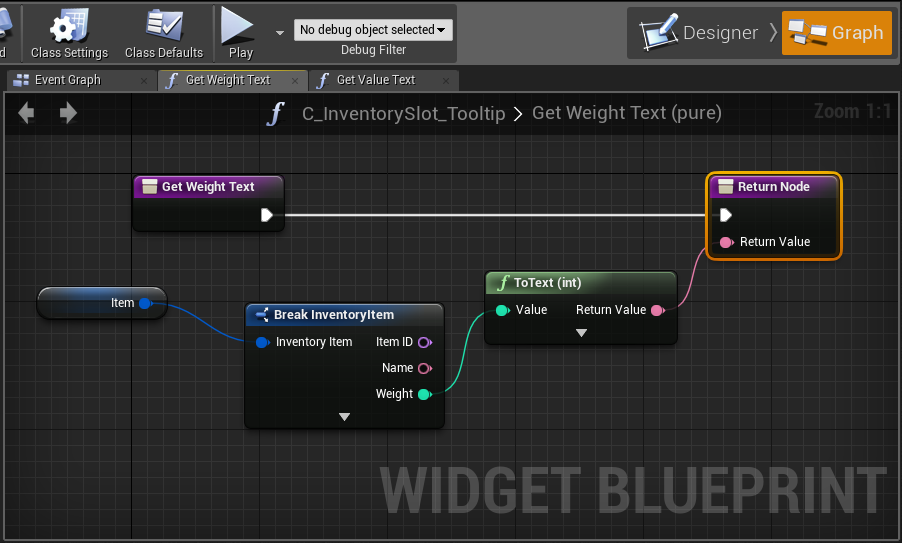 d
Class Settings
Class Defaults
Play
No debug object selected
Debug Filter
Designer
Graph
Event Graph
Get Weight Text
Get Value Text
C_InventorySlot_Tooltip > Get Weight Text (pure)
Zoom 1:1
Get Weight Text
Return Node
Return Value
ToText (int)
Item
Value
Return Value
Break InventoryItem
Inventory Item
Item ID
Name
Weight
WIDGET BLUEPRINT